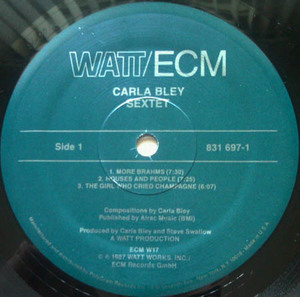 WATT/ECM
CARLA BLEY
SEXTET
Side 1
831 697-1
1. MORE BRAHMS (7:30)
2. HOUSES AND PEOPLE (7:35)
3. THE GIRL WHO CRIED CHAMPAGNE (6:07)
Compositions by Carla Bley
Published by Alrac Music (BMI)
Produced by Carla Bley and Steve Swallow
A WATT PRODUCTION
ECM W17
1987 WATT WORKS, INC./
ECM Records GmbH